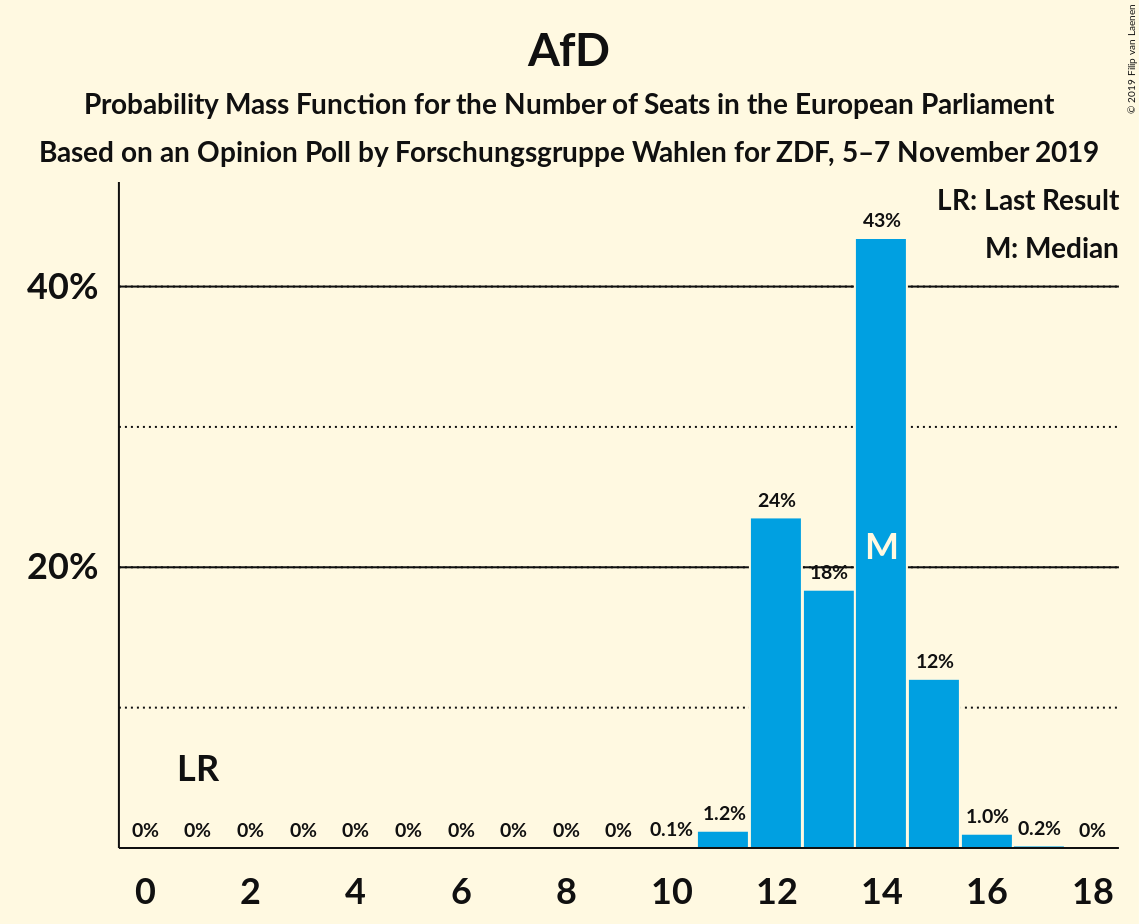 AfD
Probability Mass Function for the Number of Seats in the European Parliament
Based on an Opinion Poll by Forschungsgruppe Wahlen for ZDF, 5–7 November 2019
© 2019 Filip van Laenen
LR: Last Result
M: Median
43%
40%
24%
M
20%
18%
12%
LR
0% 0% 0% 0% 0% 0% 0% 0% 0% 0% 0.1% 1.2% 1.0% 0.2% 0%
0 2 4 6 8 10 12 14 16 18